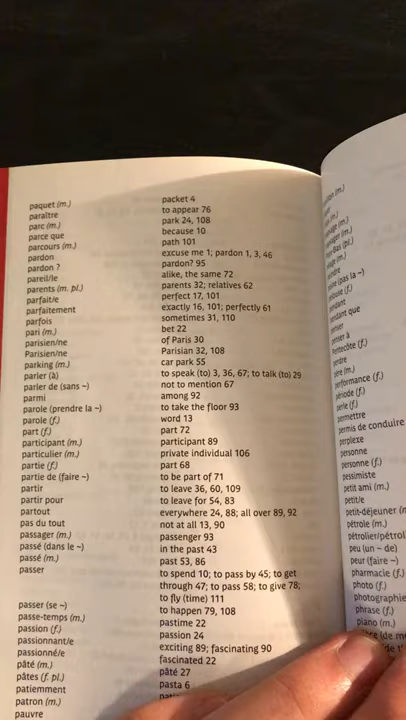 paquet (m.) packet 4
paraître to appear 76
parc (m.) park 24, 108
parce que because 10
parcours (m.) path 101
pardon excuse me 1; pardon 1, 3, 46
pardon ? pardon? 95
pareil/le alike, the same 72
parents (m. pl.) parents 32; relatives 62
parfait/e perfect 17, 101
parfaitement exactly 16, 101; perfectly 61
parfois sometimes 31, 110
pari (m.) bet 22
parisien/ne of Paris 30
Parisien/ne Parisian 32, 108
parking (m.) car park 55
parler (à) to speak (to) 3, 36, 67; to talk (to) 29
parler de (sans ~) not to mention 67
parmi among 92
parole (prendre la ~) to take the floor 93
parole (f.) word 13
part (f.) part 72
participant (m.) participant 89
particulier (m.) private individual 106
partie (f.) part 68
partie de (faire ~) to be part of 71
partir to leave 36, 60, 109
partir pour to leave for 54, 83
partout everywhere 24, 88; all over 89, 92
pas du tout not at all 13, 90
passager (m.) passenger 93
passé (dans le ~) in the past 43
passé (m.) past 53, 86
passer to spend 10; to pass by 45; to get
through 47; to pass 58; to give 78;
to fly (time) 111
passer (se ~) to happen 79, 108
passe-temps (m.) pastime 22
passion (f.) passion 24
passionnant/e exciting 89; fascinating 90
passionné/e fascinated 22
pâté (m.) pâté 27
pâtes (f. pl.) pasta 6
patiemment
patron (m.)
pauvre
(pas la ~)
pendant
penser à
Pentecôte (f.)
performance (f.)
période (f.)
perle (f.)
permettre
permis de conduire
perplexe
personne
personne (f.)
pessimiste
petit ami (m.)
petit/e
petit-déjeuner
pétrole (m.)
pétrolier/pétrol
peu (un ~ de)
peur (faire ~)
pharmacie (f.)
photo (f.)
photographie
phrase (f.)
piano (m.)